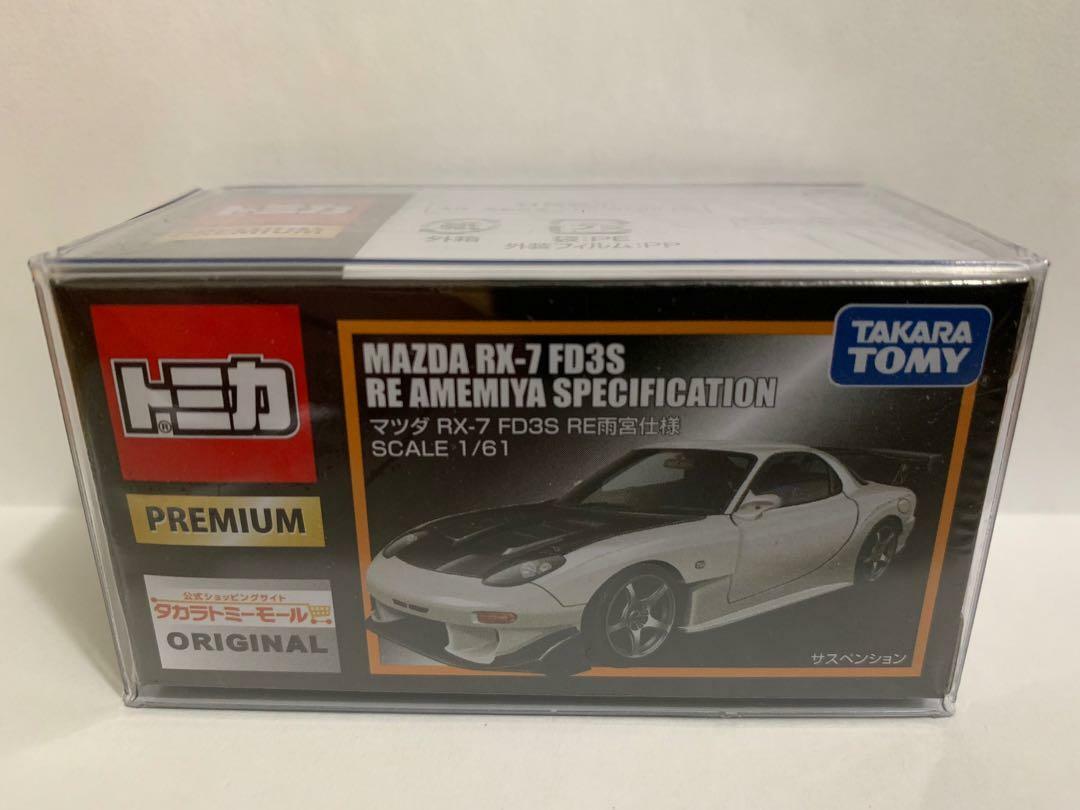 トミカ
PREMIUM
外箱
袋:PE
外装フィルム:PP
トミカ®
PREMIUM
公式ショッピングサイト
タカラトミーモール
ORIGINAL
MAZDA RX-7 FD3S
RE AMEMIYA SPECIFICATION
マツダ RX-7 FD3S RE雨宮仕様
SCALE 1/61
TAKARA
TOMY
サスペンション